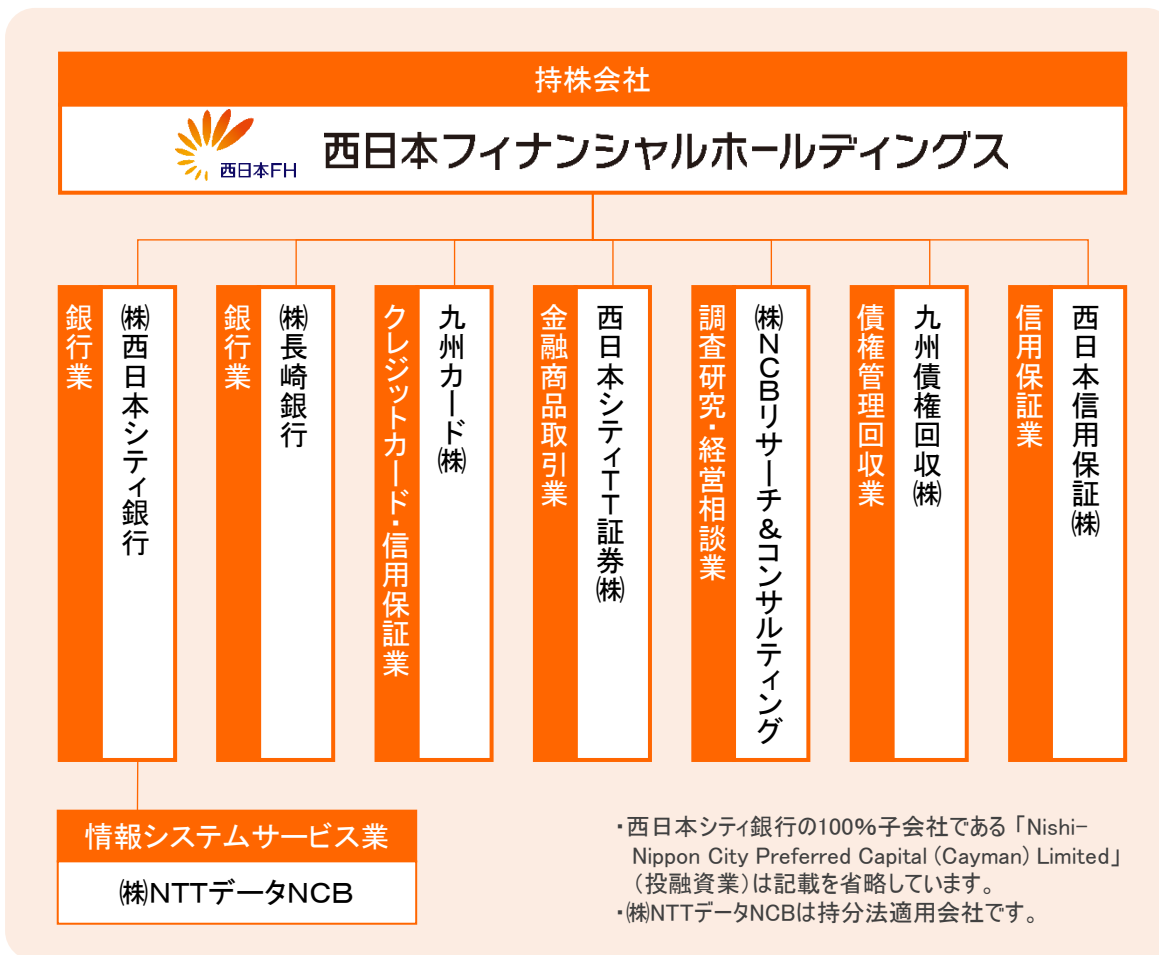 持株会社
西日本FH
西日本フィナンシャルホールディングス
銀行業
㈱西日本シティ銀行
銀行業
㈱長崎銀行
クレジットカード・信用保証業
九州カード㈱
金融商品取引業
西日本シティTT証券㈱
調査研究・経営相談業
㈱NCBリサーチ&コンサルティング
債権管理回収業
九州債権回収㈱
信用保証業
西日本信用保証㈱
情報システムサービス業
㈱NTTデータNCB
・西日本シティ銀行の100%子会社である「Nishi-
Nippon City Preferred Capital (Cayman) Limited」
（投融資業）は記載を省略しています。
・㈱NTTデータNCBは持分法適用会社です。